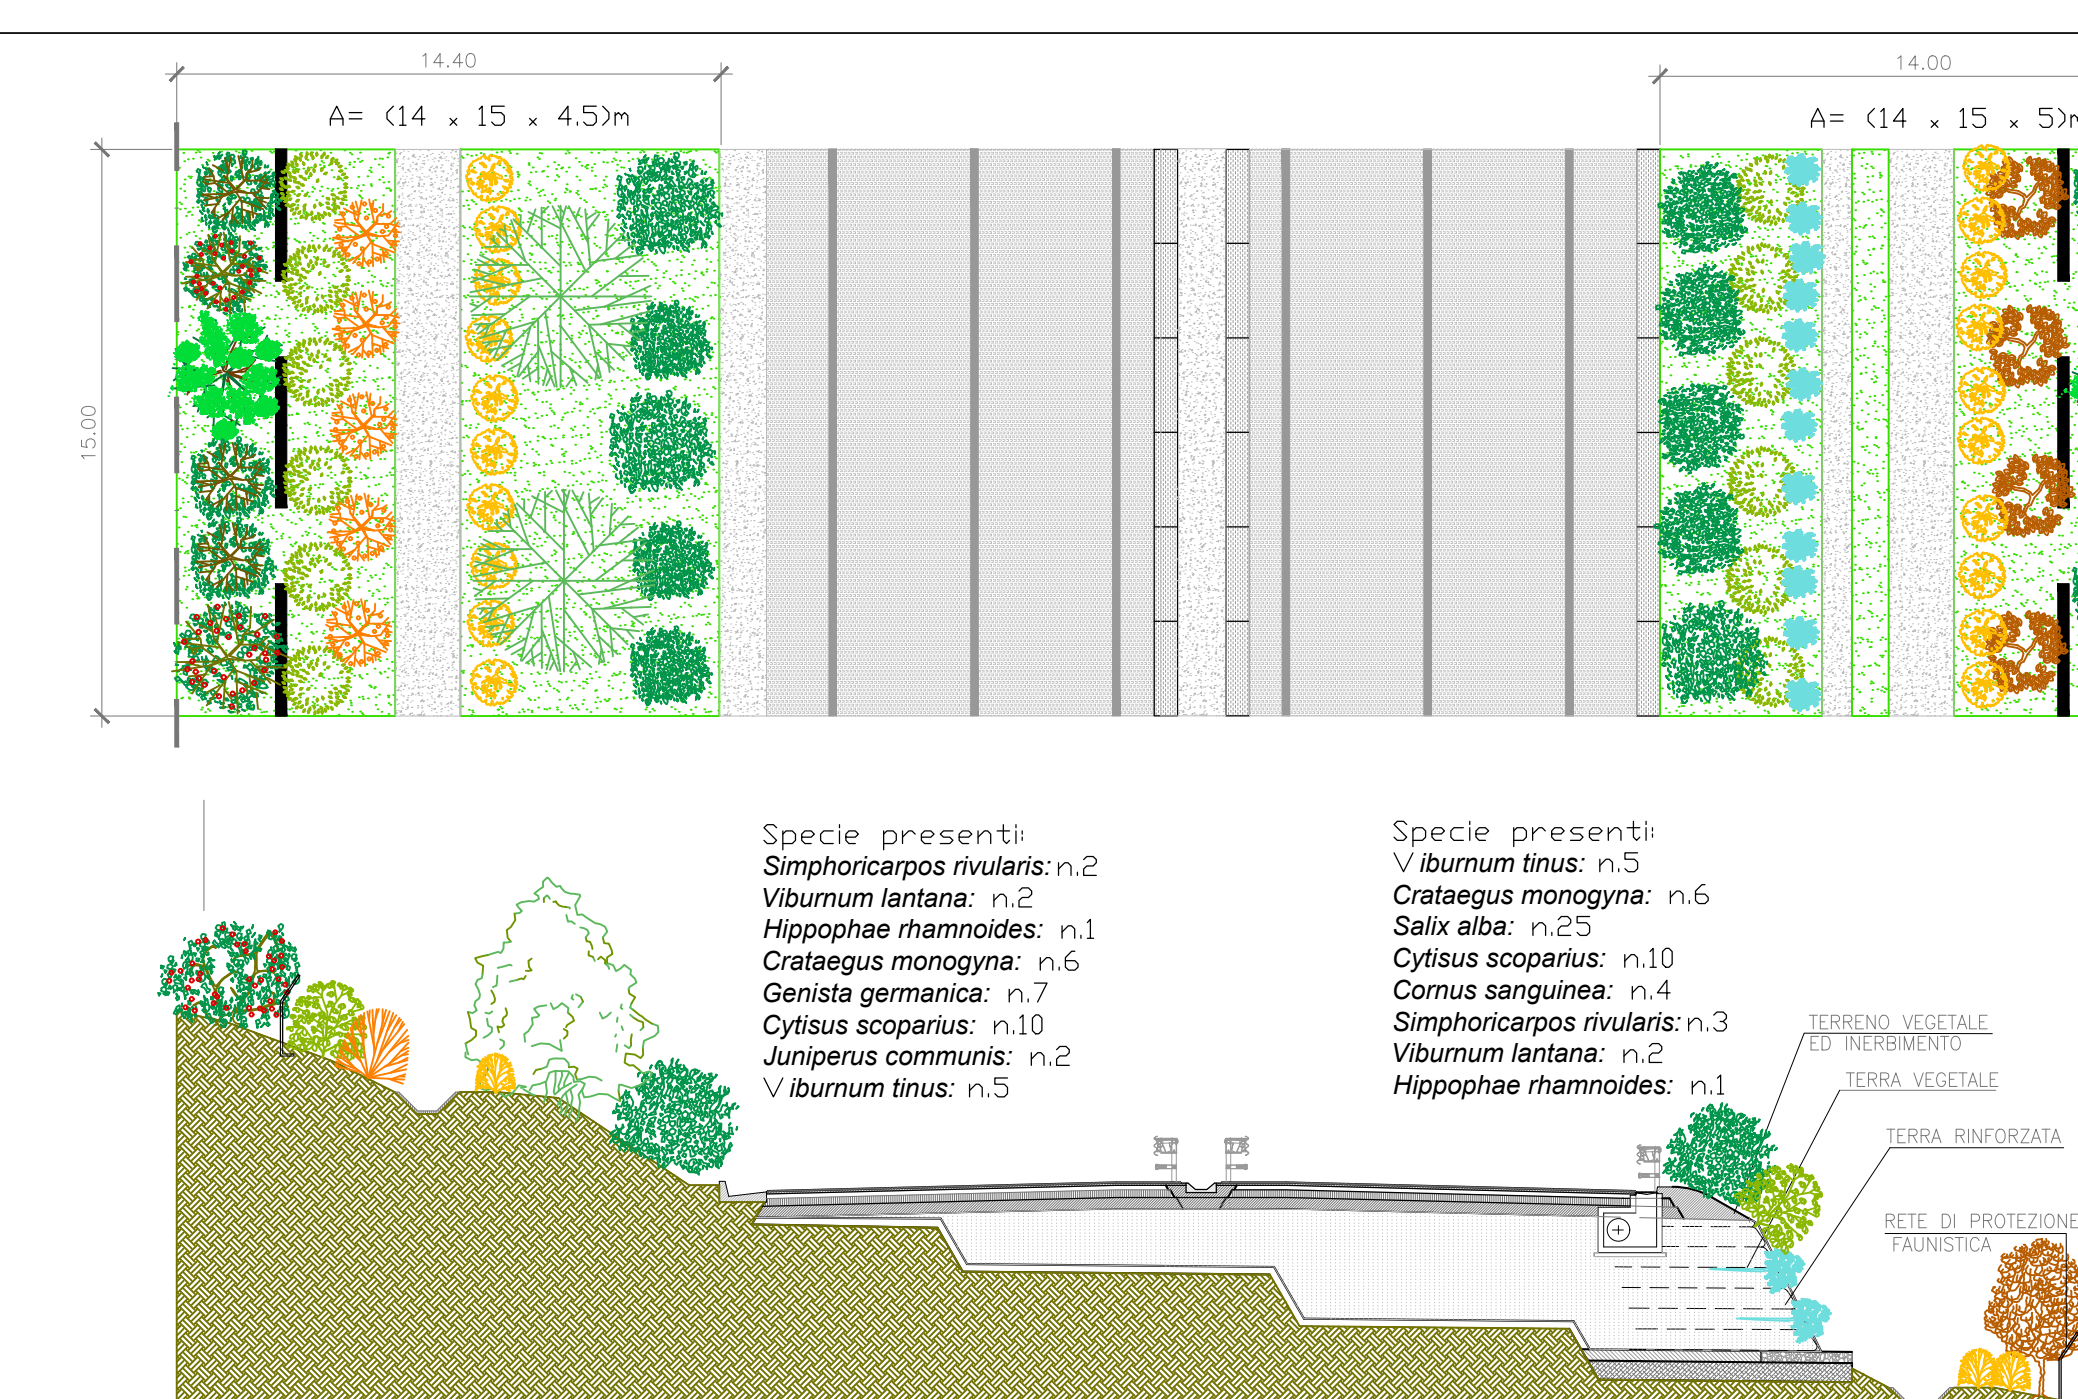 14.40
14.00
A= (14 x 15 x 4.5)m
A= (14 x 15 x 5)m
15.00
Specie presenti:
Simphoricarpos rivularis: n.2
Viburnum lantana: n.2
Hippophae rhamnoides: n.1
Crataegus monogyna: n.6
Genista germanica: n.7
Cytisus scoparius: n.10
Juniperus communis: n.2
Viburnum tinus: n.5
Specie presenti:
Viburnum tinus: n.5
Crataegus monogyna: n.6
Salix alba: n.25
Cytisus scoparius: n.10
Cornus sanguinea: n.4
Simphoricarpos rivularis: n.3
Viburnum lantana: n.2
Hippophae rhamnoides: n.1
TERRENO VEGETALE
ED INERBIMENTO
TERRA VEGETALE
TERRA RINFORZATA
RETE DI PROTEZIONE
FAUNISTICA